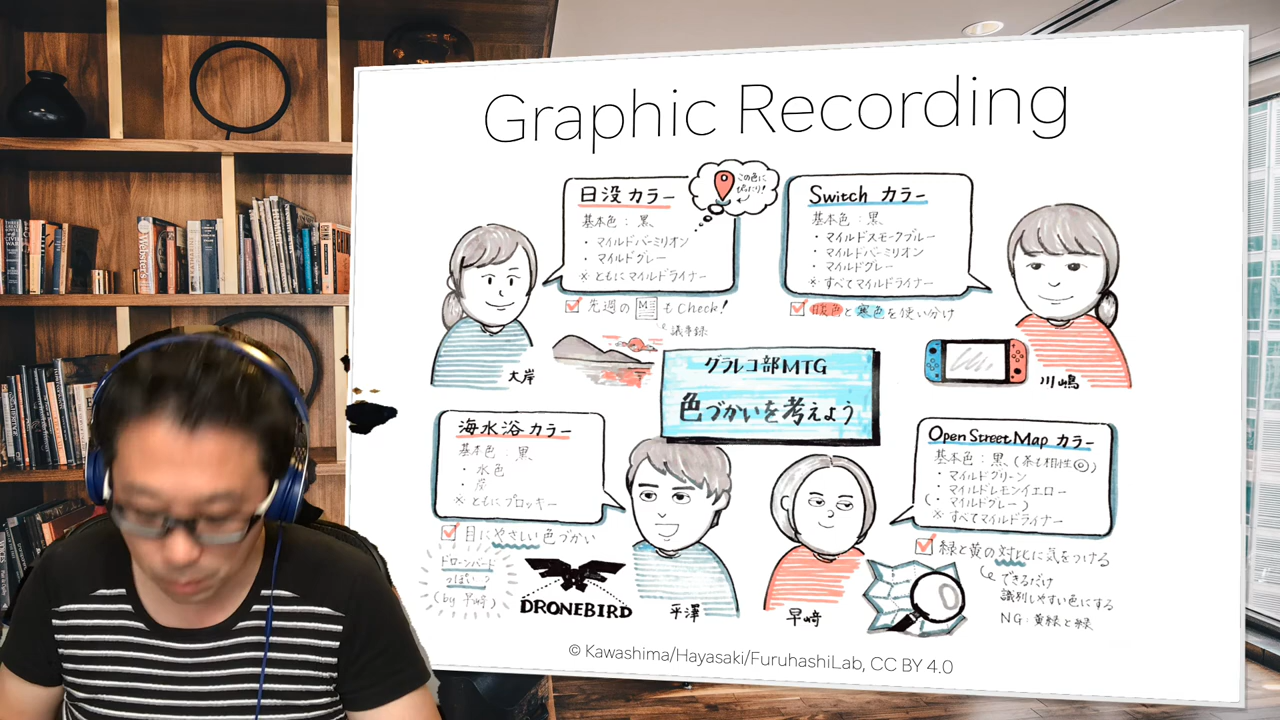 Graphic Recording
日没カラー
基本色：黒
・マイルドバーミリオン
・マイルドグレー
※ともにマイルドライナー
この色に
ぴったり！
先週の M もCheck！
議事録
大岸
Switch カラー
基本色：黒
・マイルドスモークブルー
・マイルドバーミリオン
・マイルドグレー
※すべてマイルドライナー
暖色と寒色を使い分け
川嶋
グラレコ部MTG
色づかいを考えよう
海水浴カラー
基本色：黒
・水色
※ともにプロッキー
目にやさしい色づかい
ドローンバード
っぽい？
DRONEBIRD
平澤
OpenStreetMap カラー
基本色：黒（茶も相性◎）
・マイルドグリーン
・マイルドレモンイエロー
（・マイルドグレー）
※すべてマイルドライナー
緑と黄の対比に気をつける
できるだけ
識別しやすい色にする
NG：黄緑と緑
早崎
© Kawashima/Hayasaki/FuruhashiLab, CC BY 4.0
Webster's